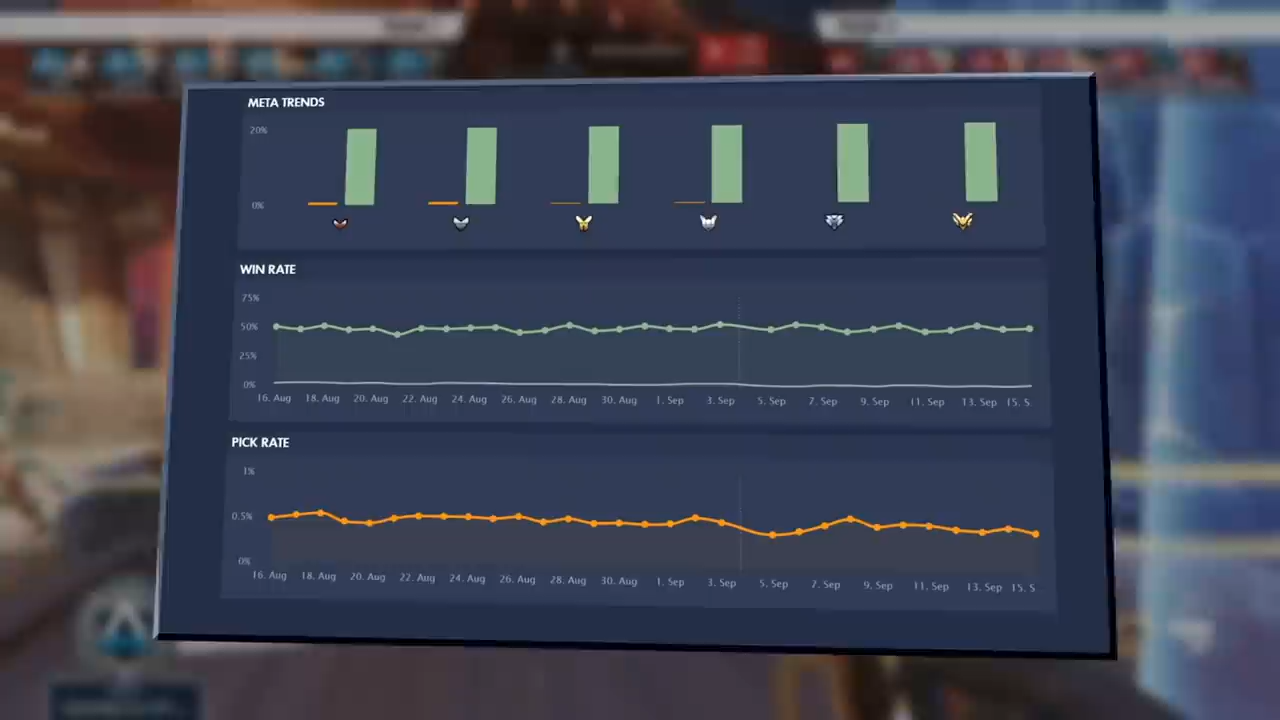 META TRENDS
20%
0%
WIN RATE
75%
50%
25%
0%
16. Aug 18. Aug 20. Aug 22. Aug 24. Aug 26. Aug 28. Aug 30. Aug 1. Sep 3. Sep 5. Sep 7. Sep 9. Sep 11. Sep 13. Sep 15. S
PICK RATE
1%
0.5%
0%
16. Aug 18. Aug 20. Aug 22. Aug 24. Aug 26. Aug 28. Aug 30. Aug 1. Sep 3. Sep 5. Sep 7. Sep 9. Sep 11. Sep 13. Sep 15. S